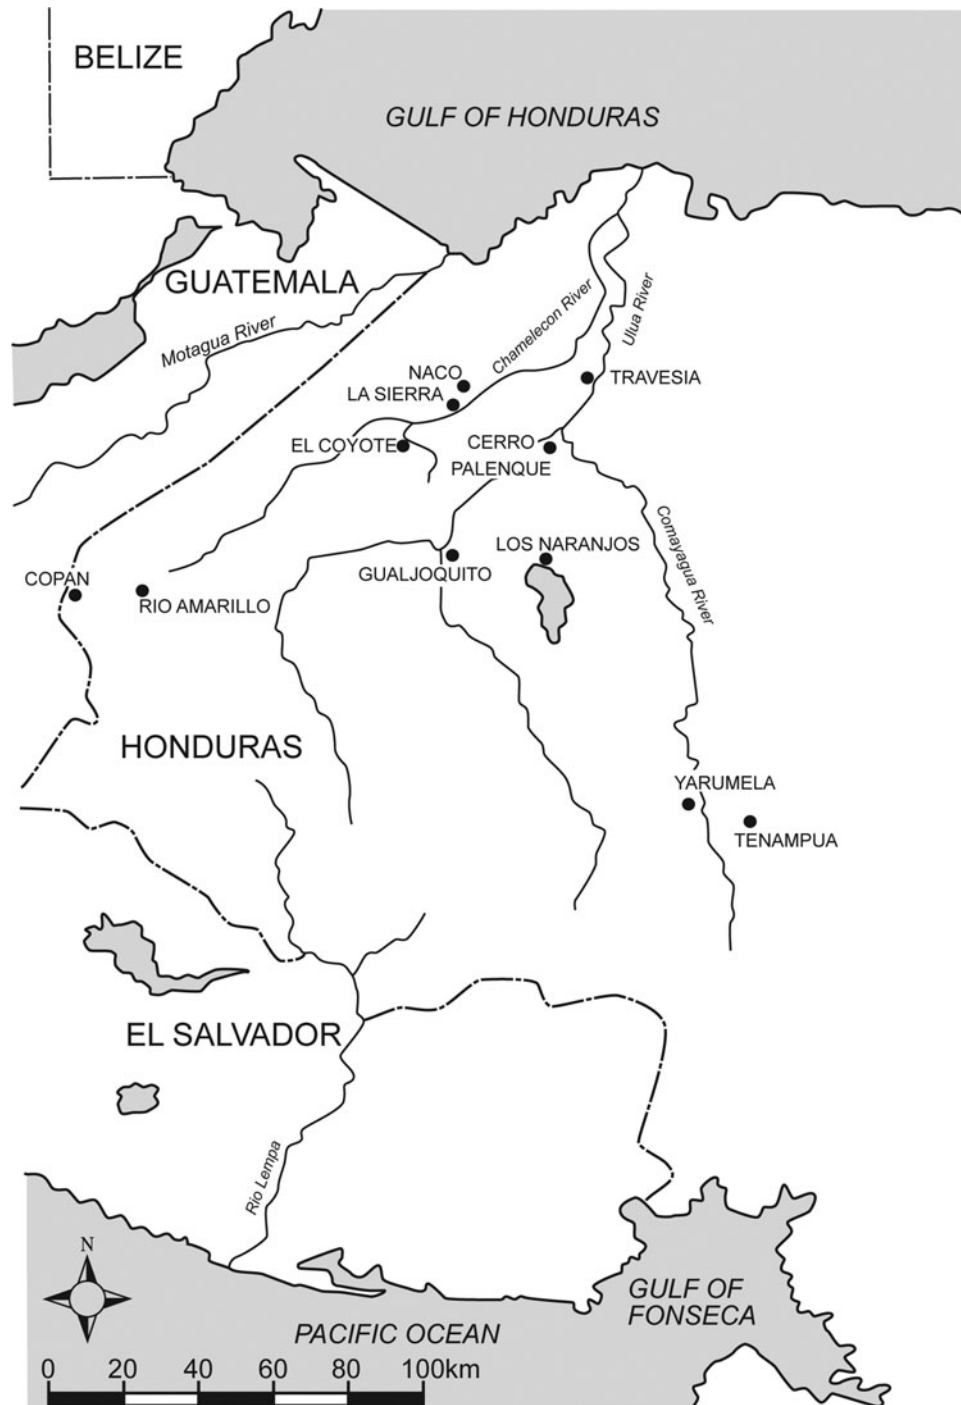 BELIZE
GULF OF HONDURAS
GUATEMALA
Motagua River
Chamelecon River
Ulua River
NACO
LA SIERRA
TRAVESIA
EL COYOTE
CERRO
PALENQUE
Comayagua River
LOS NARANJOS
GUALJOQUITO
COPAN
RIO AMARILLO
HONDURAS
YARUMELA
TENAMPUA
EL SALVADOR
Rio Lempa
N
GULF OF
FONSECA
PACIFIC OCEAN
0 20 40 60 80 100km